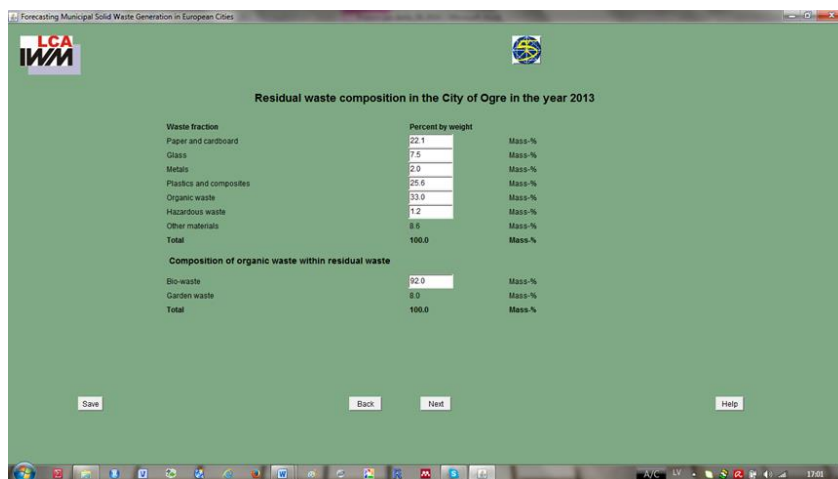 Forecasting Municipal Solid Waste Generation in European Cities
LCA
IWM
Residual waste composition in the City of Ogre in the year 2013
Waste fraction Percent by weight
Paper and cardboard 22.1 Mass-%
Glass 7.5 Mass-%
Metals 2.0 Mass-%
Plastics and composites 25.6 Mass-%
Organic waste 33.0 Mass-%
Hazardous waste 1.2 Mass-%
Other materials 8.6 Mass-%
Total 100.0 Mass-%
Composition of organic waste within residual waste
Bio-waste 92.0 Mass-%
Garden waste 8.0 Mass-%
Total 100.0 Mass-%
Save Back Next Help
A/C LV 17:01